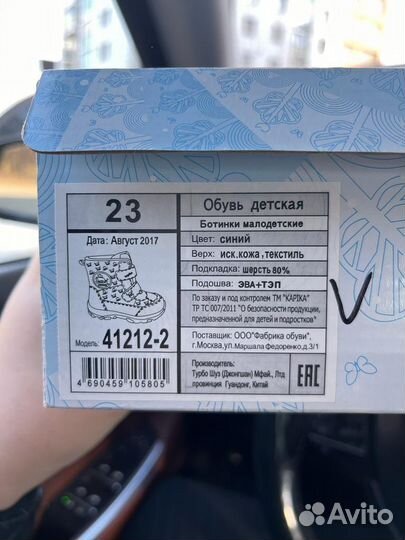 23
Дата: Август 2017
Модель: 41212-2
4 690459 105805
Обувь детская
Ботинки малодетские
Цвет: синий
Верх: иск.кожа, текстиль
Подкладка: шерсть 80%
Подошва: ЭВА+ТЭП
По заказу и под контролем ТМ "KAPIKA"
ТР ТС 007/2011 "О безопасности продукции,
предназначенной для детей и подростков"
Поставщик: ООО"Фабрика обуви",
г.Москва,ул.Маршала Федоренко,д.3/1
Производитель:
Турбо Шуз (Джонгшан) Мфай., Лтд
провинция Гуандонг, Китай
EAC
V
Avito